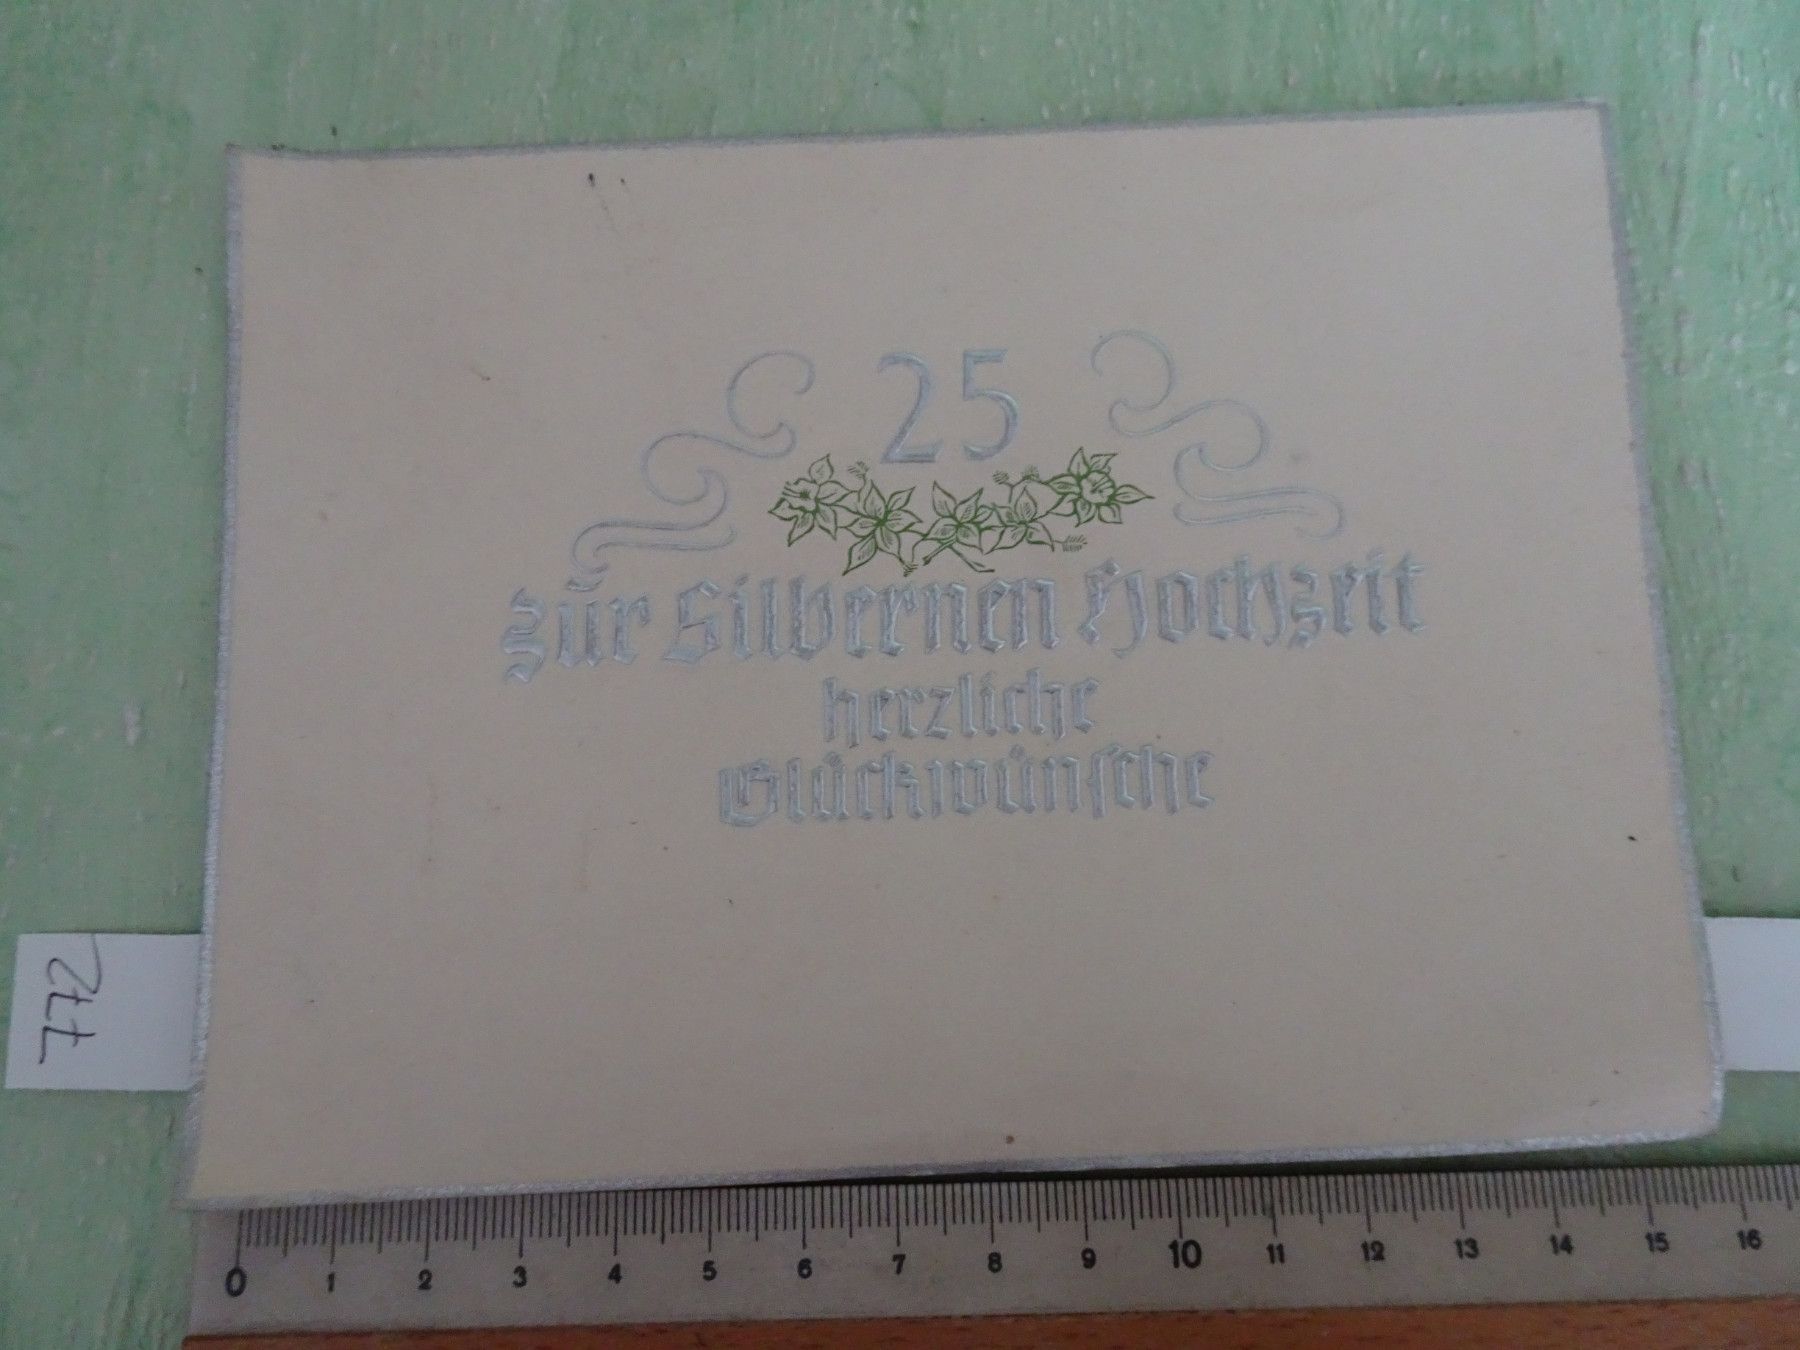 25
Zur Silbernen Hochzeit
herzliche
Glückwünsche
772
0 1 2 3 4 5 6 7 8 9 10 11 12 13 14 15 16